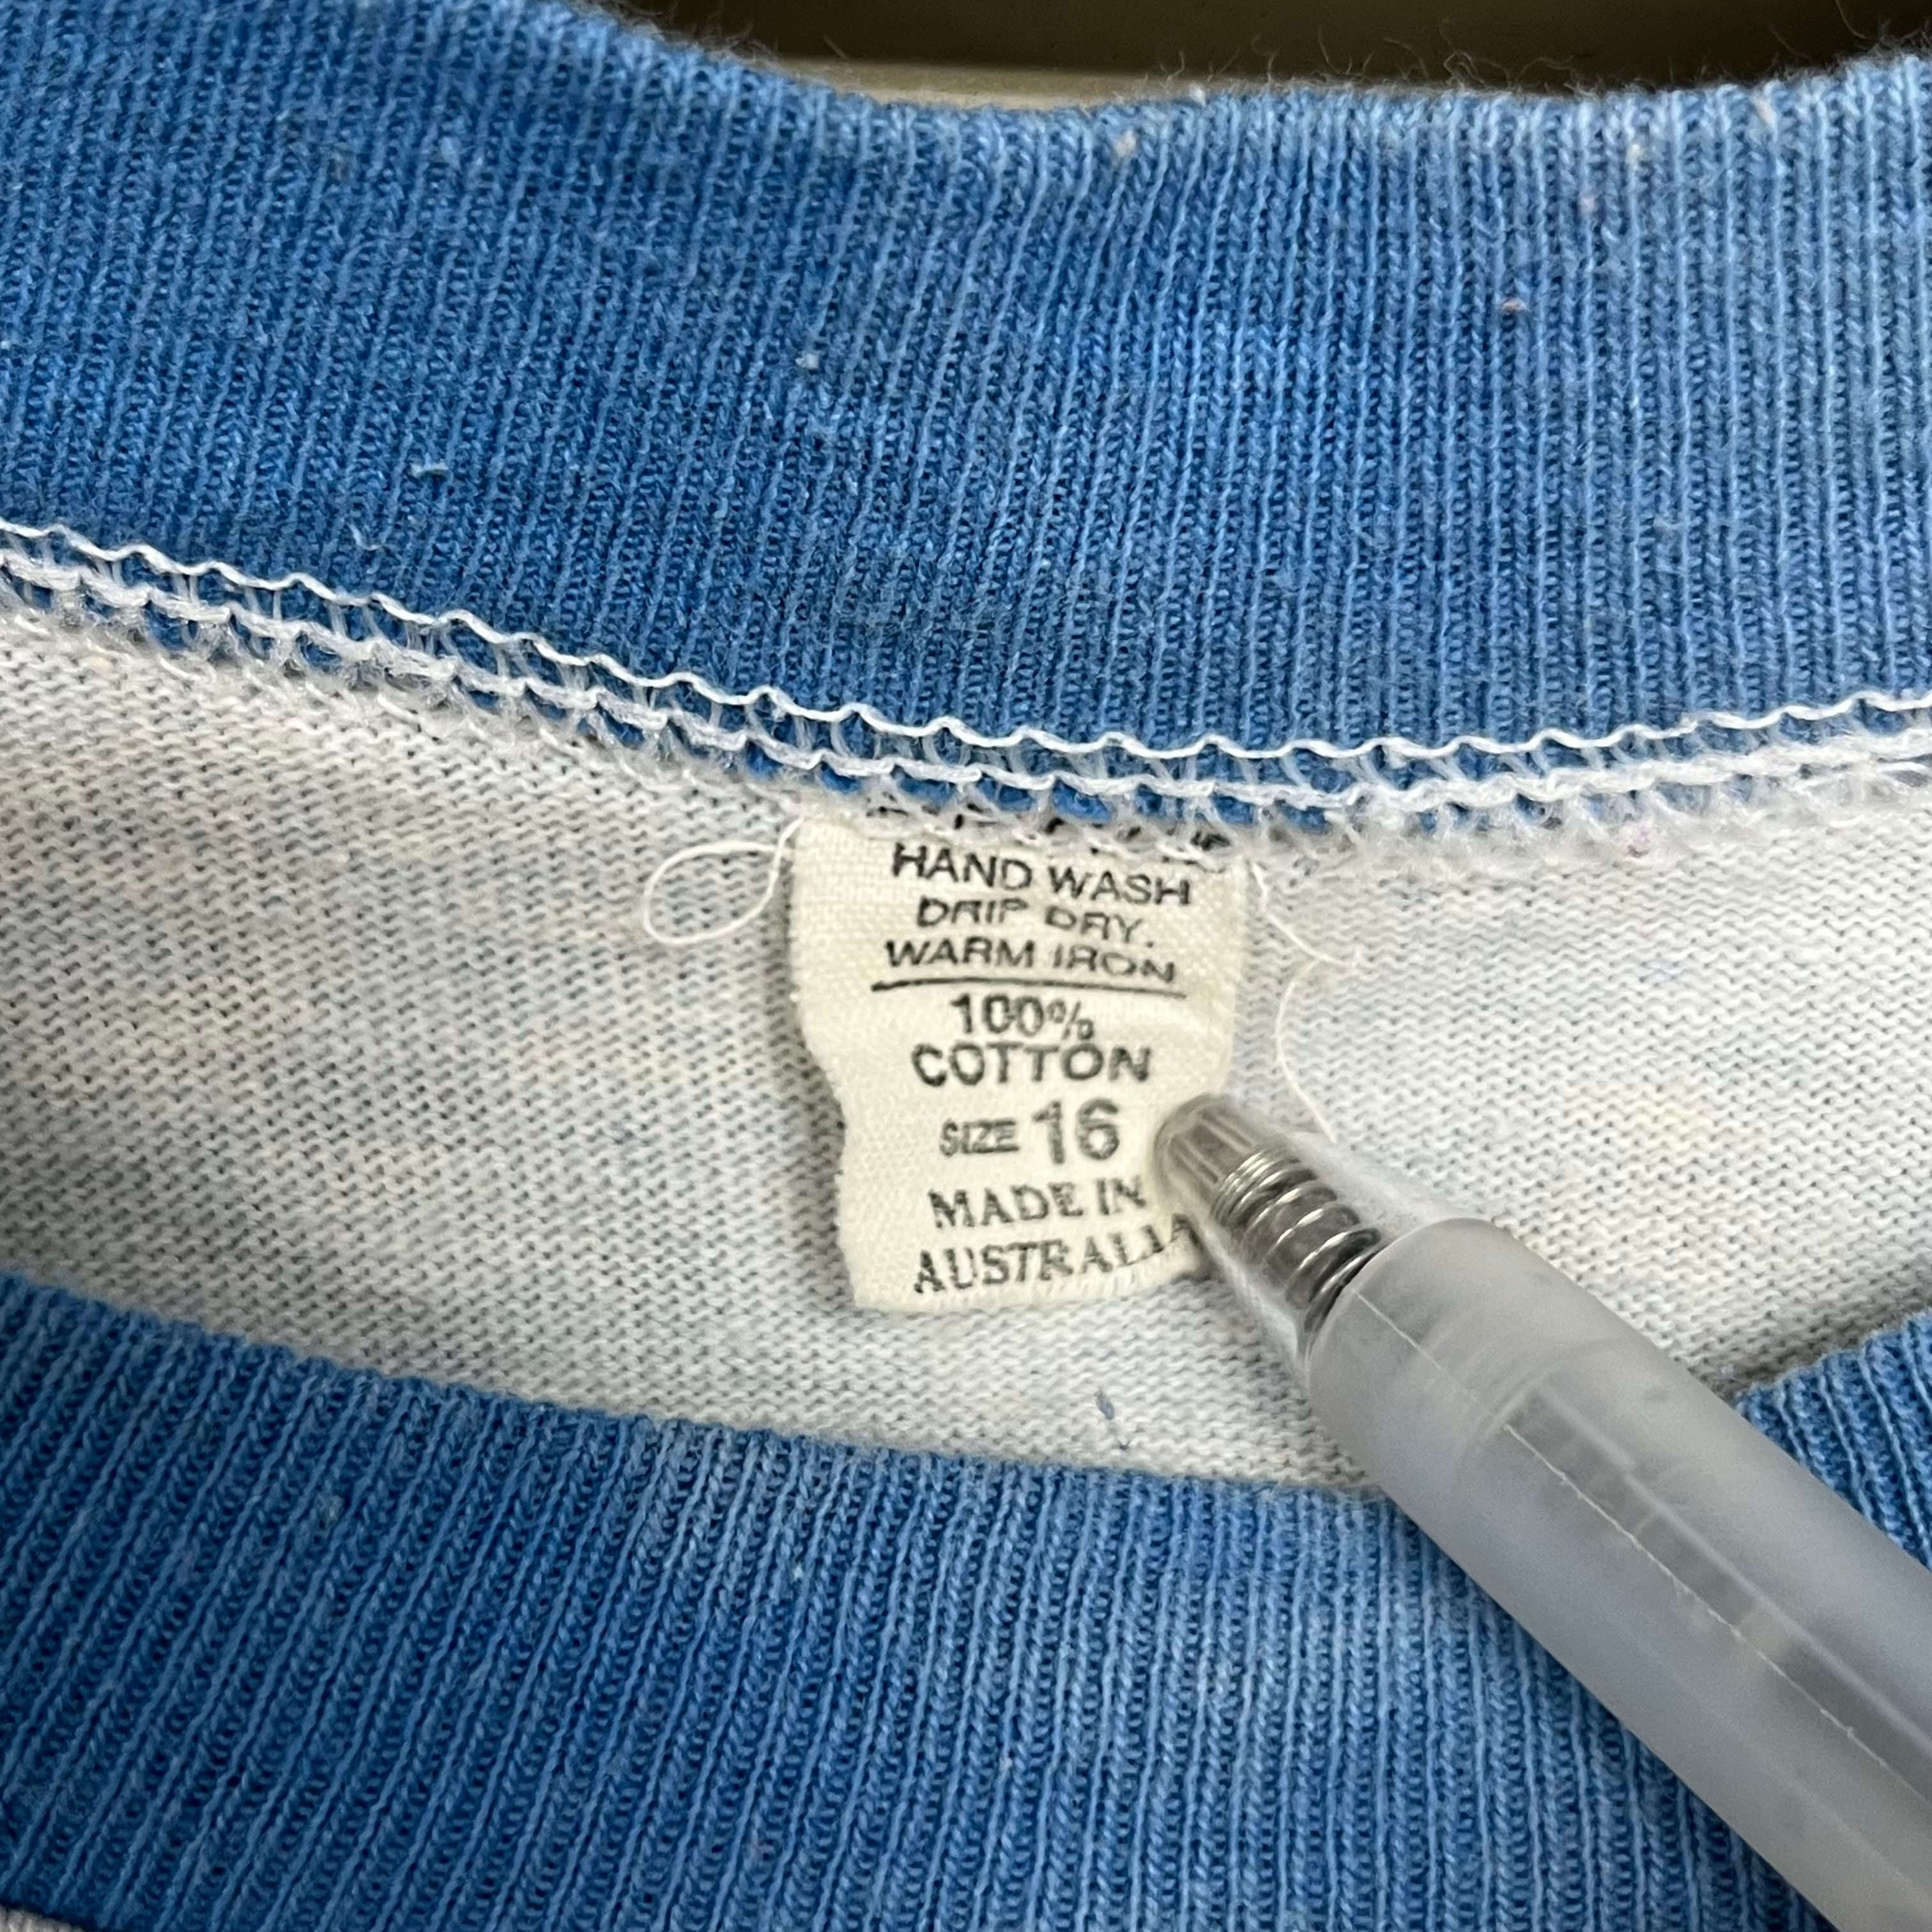 HAND WASH
DRIP DRY.
WARM IRON
100%
COTTON
SIZE 16
MADE IN
AUSTRALIA